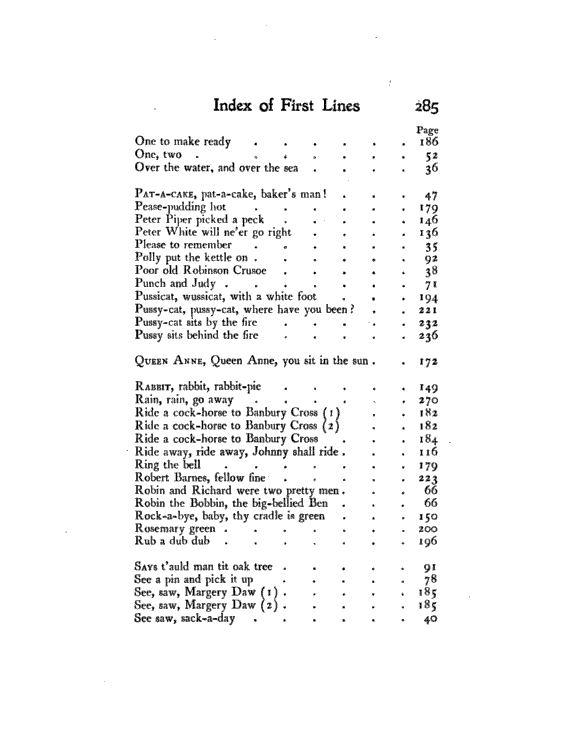 Index of First Lines 285
Page
One to make ready . . . . . . 186
One, two . . . . . . . 52
Over the water, and over the sea . . . . 36
PAT-A-CAKE, pat-a-cake, baker's man! . . . 47
Pease-pudding hot . . . . . . 179
Peter Piper picked a peck . . . . . 146
Peter White will ne'er go right . . . . 136
Please to remember . . . . . . 35
Polly put the kettle on . . . . . . 92
Poor old Robinson Crusoe . . . . . 38
Punch and Judy . . . . . . . 71
Pussicat, wussicat, with a white foot . . . 194
Pussy-cat, pussy-cat, where have you been? . . 221
Pussy-cat sits by the fire . . . . . 232
Pussy sits behind the fire . . . . . 236
QUEEN ANNE, Queen Anne, you sit in the sun . . 172
RABBIT, rabbit, rabbit-pie . . . . . 149
Rain, rain, go away . . . . . . 270
Ride a cock-horse to Banbury Cross (1) . . 182
Ride a cock-horse to Banbury Cross (2) . . 182
Ride a cock-horse to Banbury Cross . . . 184
Ride away, ride away, Johnny shall ride . . . 116
Ring the bell . . . . . . . 179
Robert Barnes, fellow fine . . . . . 223
Robin and Richard were two pretty men . . . 66
Robin the Bobbin, the big-bellied Ben . . . 66
Rock-a-bye, baby, thy cradle is green . . . 150
Rosemary green . . . . . . . 200
Rub a dub dub . . . . . . . 196
SAYS t'auld man tit oak tree . . . . . 91
See a pin and pick it up . . . . . 78
See, saw, Margery Daw (1) . . . . . 185
See, saw, Margery Daw (2) . . . . . 185
See saw, sack-a-day . . . . . . 40